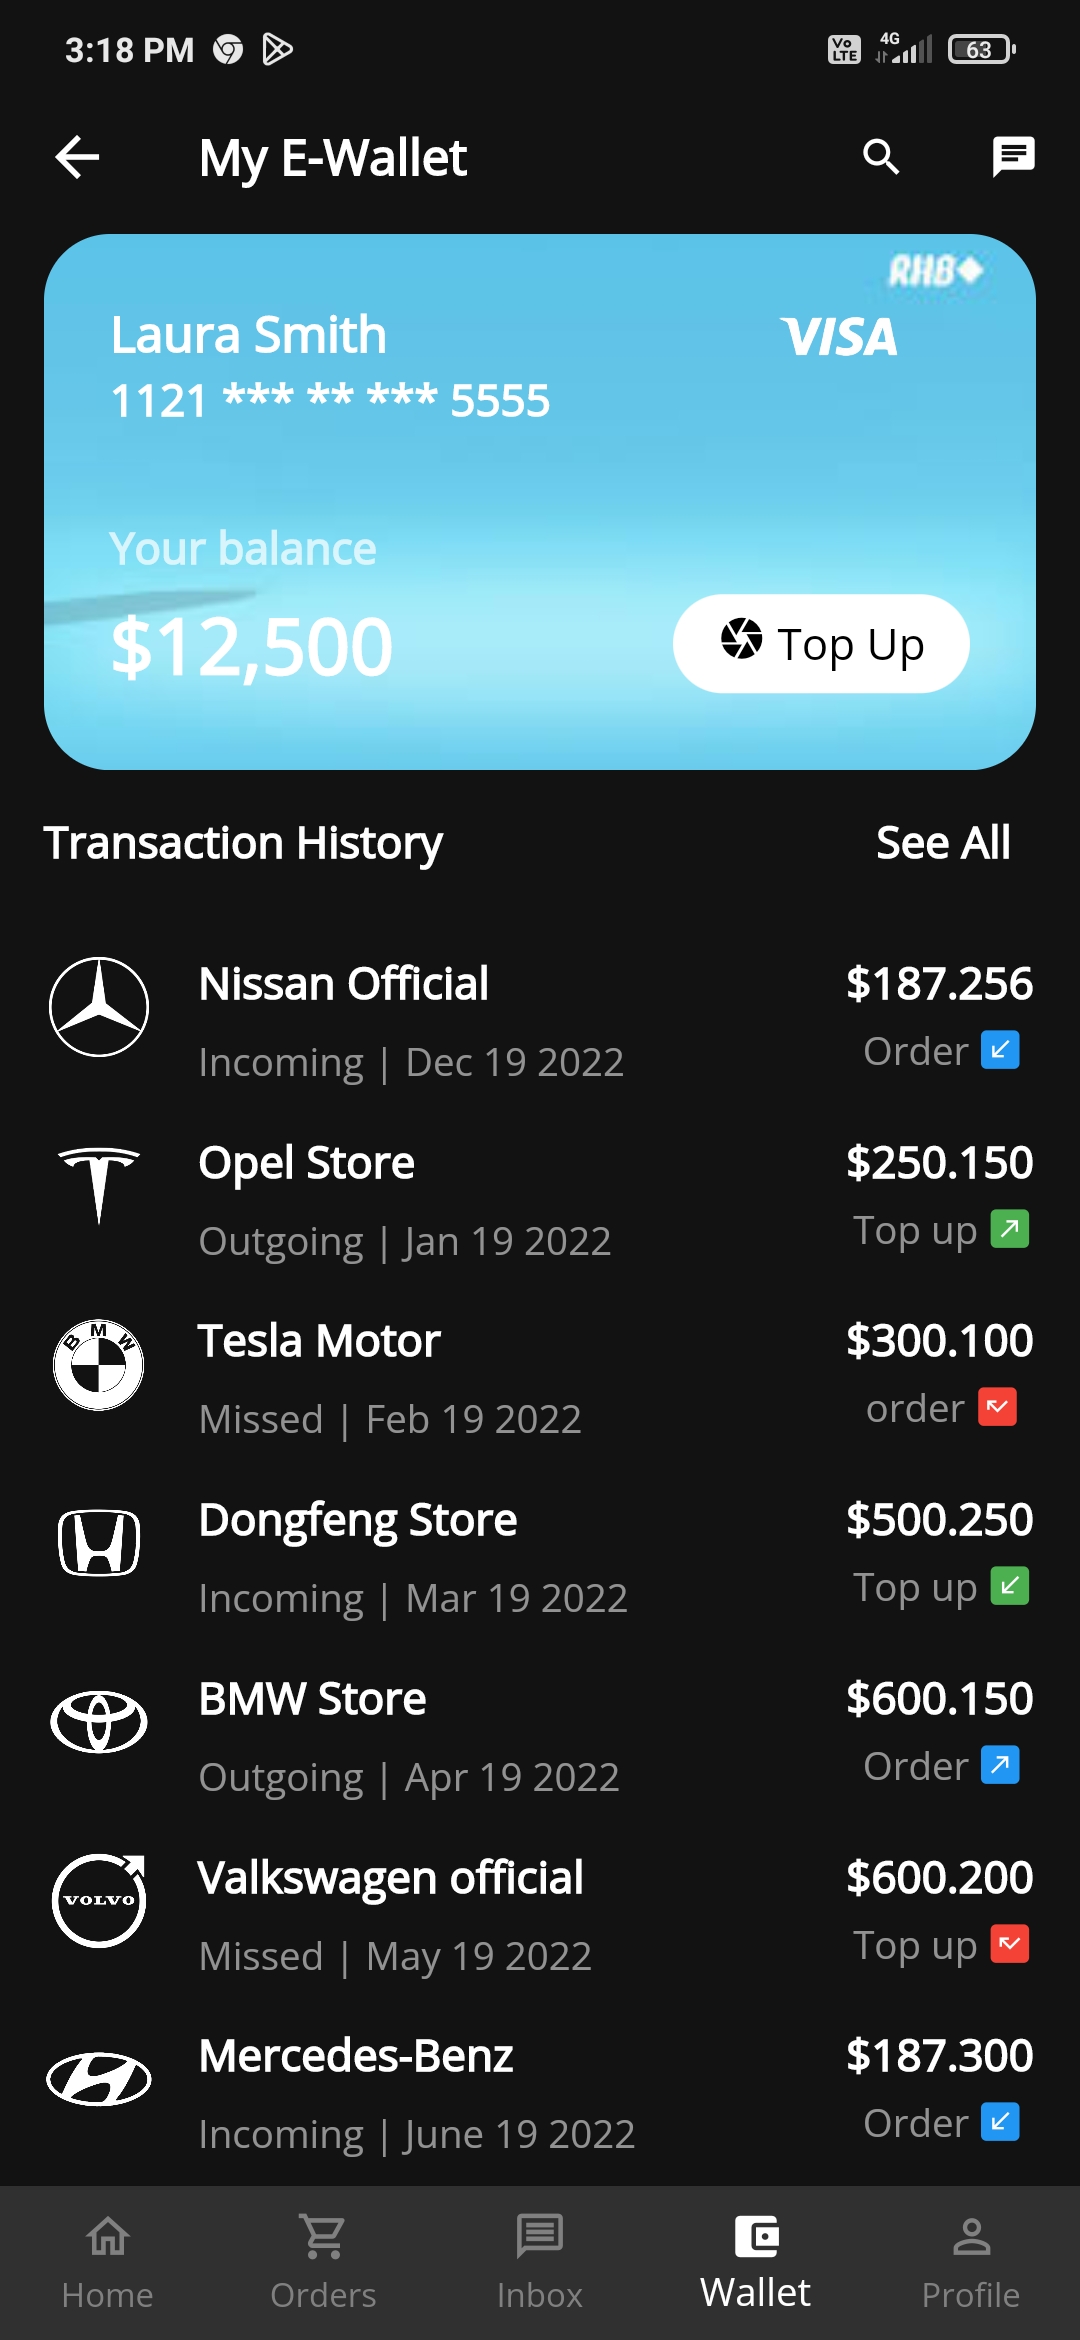 3:18 PM
Vo LTE 4G 63
My E-Wallet
RHB
Laura Smith
VISA
1121 *** ** *** 5555
Your balance
$12,500
Top Up
Transaction History
See All
Nissan Official
$187.256
Incoming | Dec 19 2022
Order
Opel Store
$250.150
Outgoing | Jan 19 2022
Top up
BMW
Tesla Motor
$300.100
Missed | Feb 19 2022
order
Dongfeng Store
$500.250
Incoming | Mar 19 2022
Top up
BMW Store
$600.150
Outgoing | Apr 19 2022
Order
VOLVO
Valkswagen official
$600.200
Missed | May 19 2022
Top up
Mercedes-Benz
$187.300
Incoming | June 19 2022
Order
Home
Orders
Inbox
Wallet
Profile